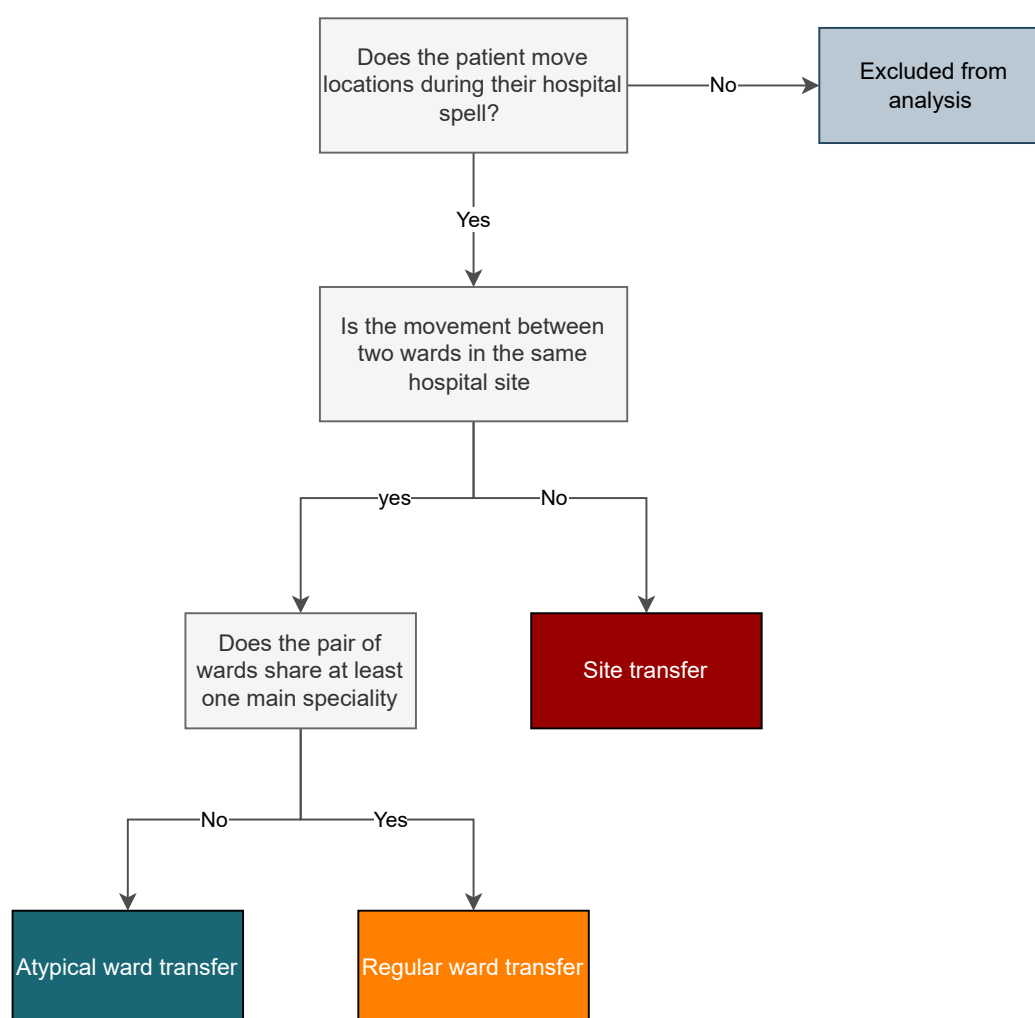 Does the patient move
locations during their hospital
spell?
No
Excluded from
analysis
Yes
Is the movement between
two wards in the same
hospital site
yes
No
Does the pair of
wards share at least
one main speciality
Site transfer
No
Yes
Atypical ward transfer
Regular ward transfer